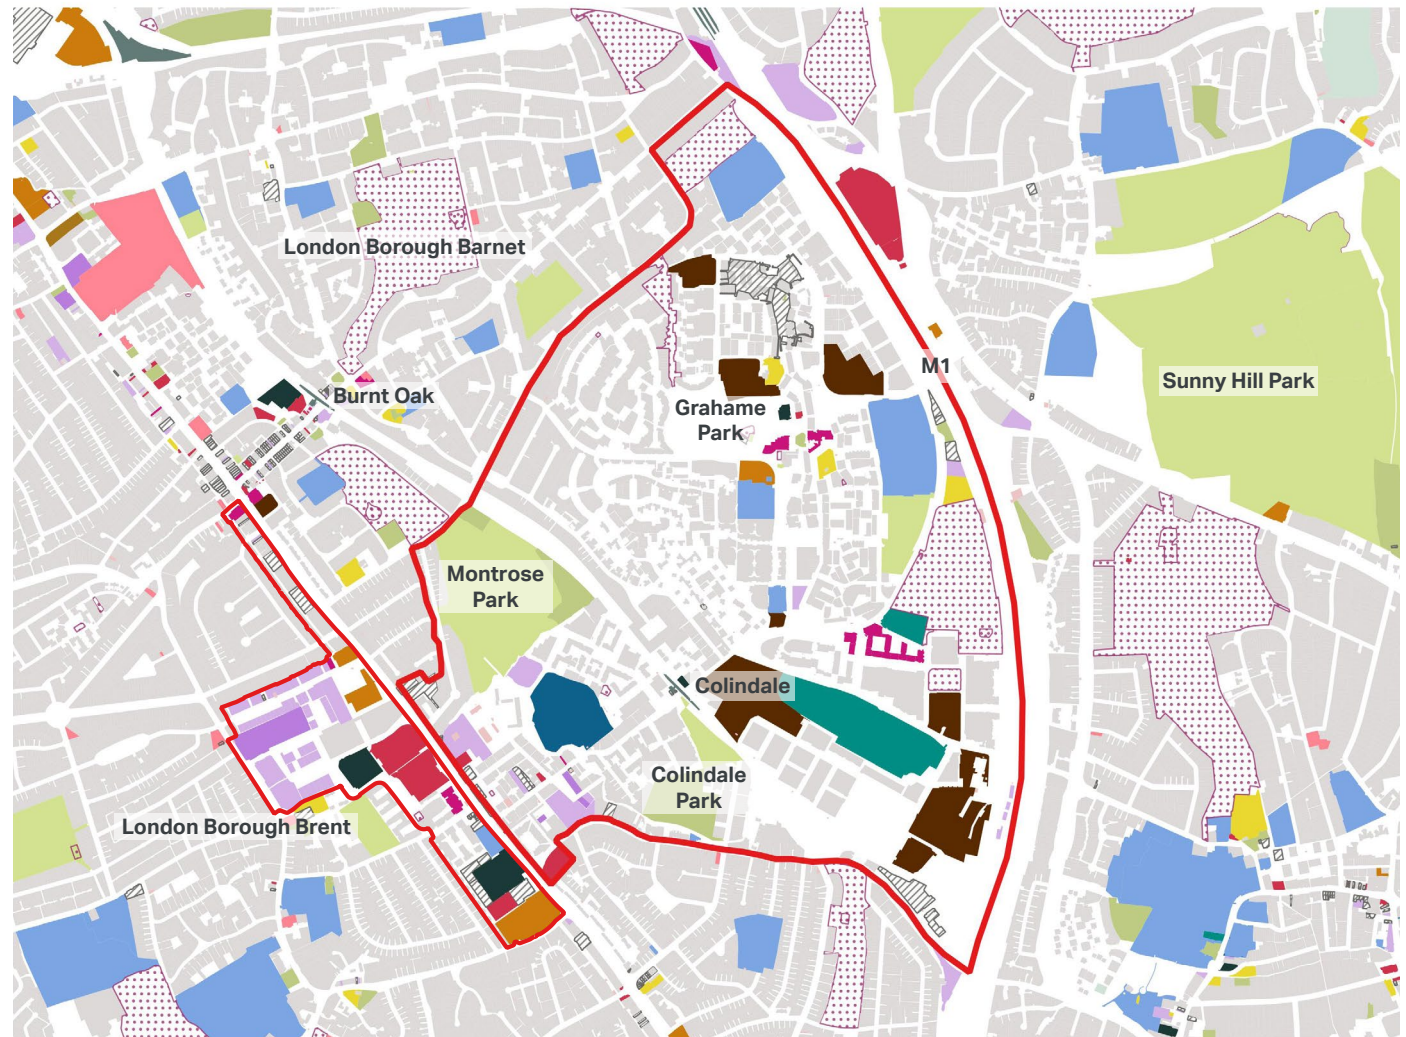 London Borough Barnet
M1
Sunny Hill Park
Burnt Oak
Grahame
Park
Montrose
Park
Colindale
Colindale
Park
London Borough Brent